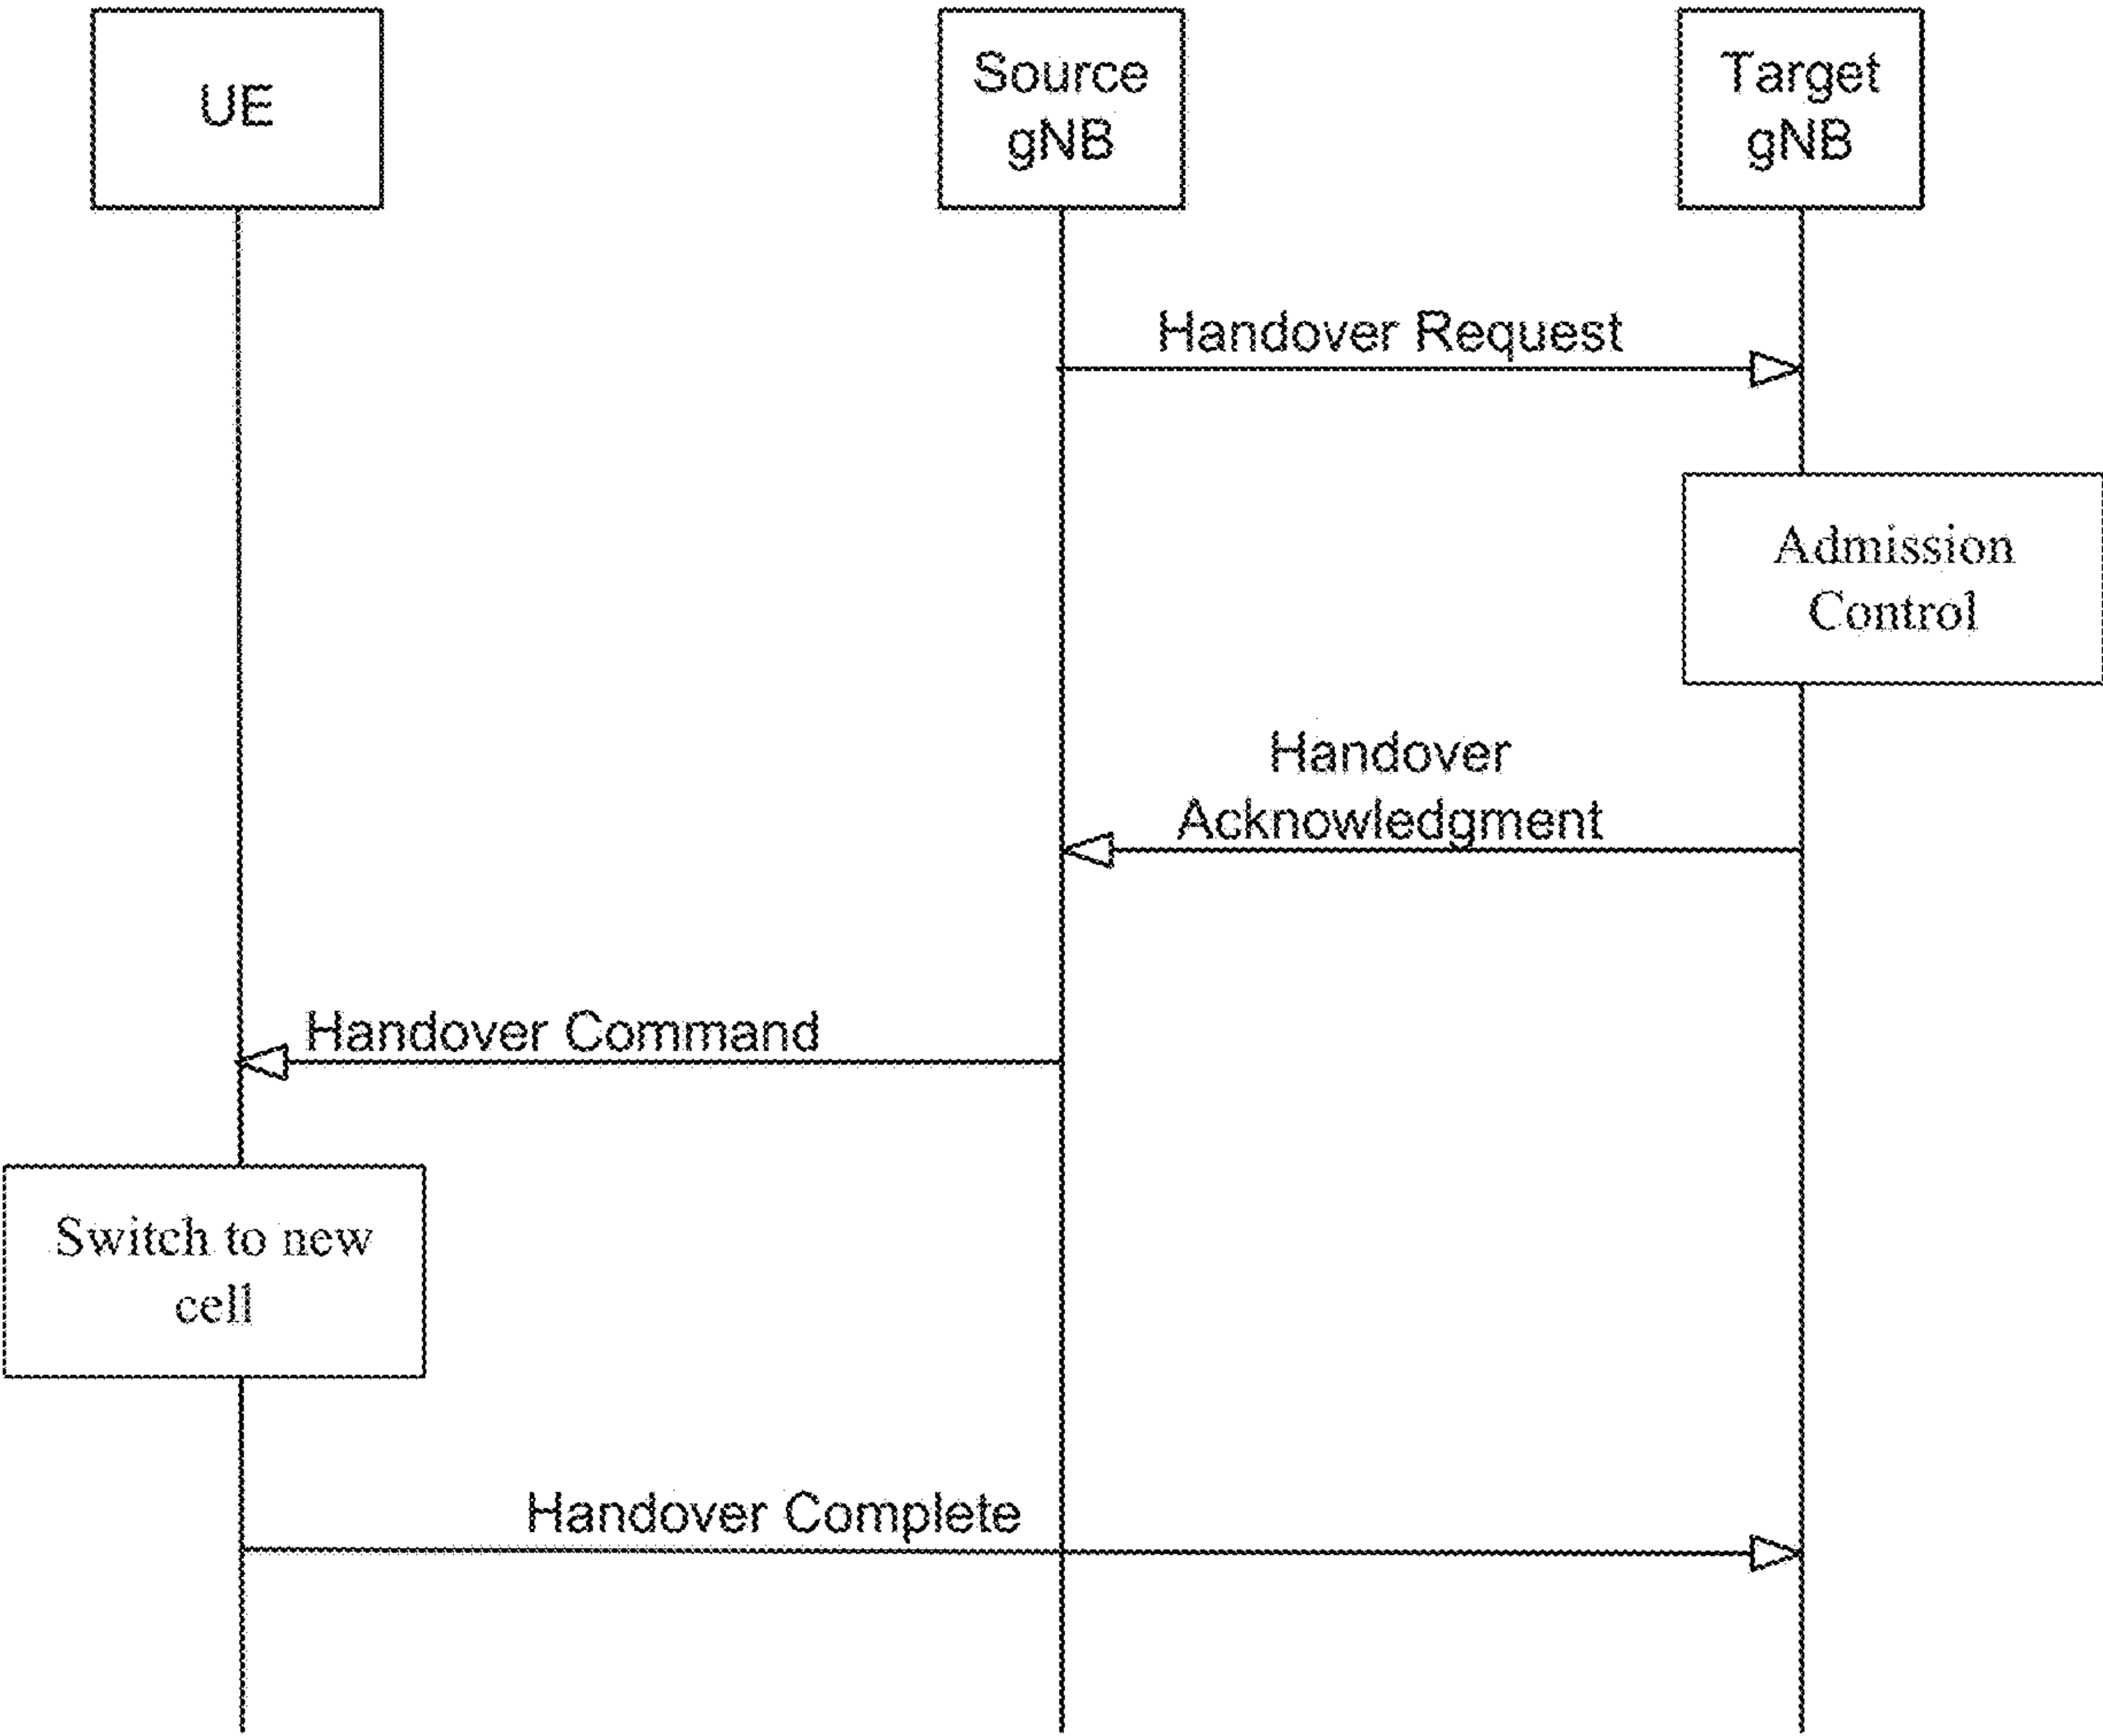 UE
Source
gNB
Target
gNB
Handover Request
Admission
Control
Handover
Acknowledgment
Handover Command
Switch to new
cell
Handover Complete